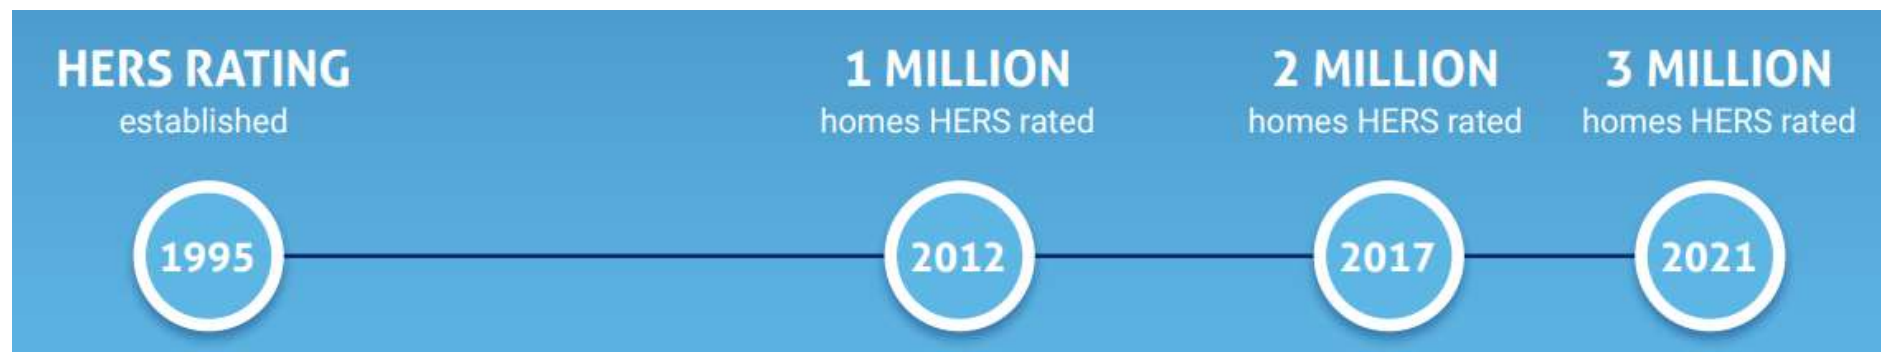 HERS RATING
established
1995
1 MILLION
homes HERS rated
2012
2 MILLION
homes HERS rated
2017
3 MILLION
homes HERS rated
2021